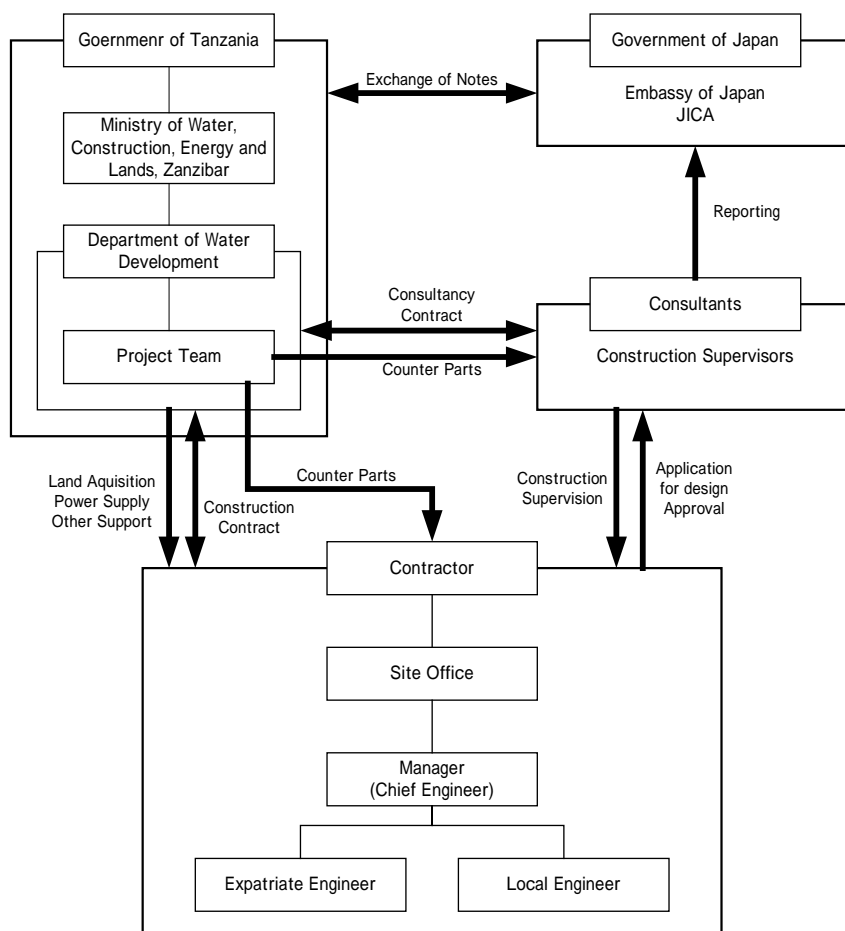 Goernmenr of Tanzania
Government of Japan
Exchange of Notes
Embassy of Japan
JICA
Ministry of Water,
Construction, Energy and
Lands, Zanzibar
Reporting
Department of Water
Development
Consultancy
Contract
Consultants
Project Team
Counter Parts
Construction Supervisors
Land Aquisition
Power Supply
Other Support
Construction
Contract
Counter Parts
Construction
Supervision
Application
for design
Approval
Contractor
Site Office
Manager
(Chief Engineer)
Expatriate Engineer
Local Engineer